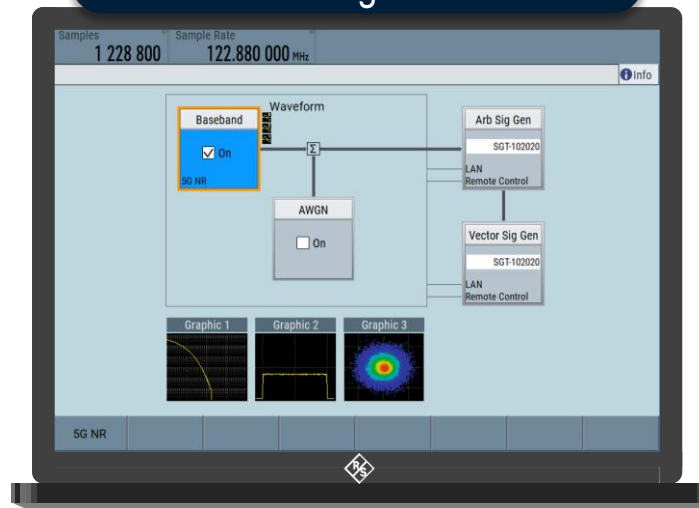 Samples
Sample Rate
1 228 800
122.880 000 MHz
Info
Waveform
Baseband
On
5G NR
Σ
AWGN
On
Arb Sig Gen
SGT-102020
LAN
Remote Control
Vector Sig Gen
SGT-102020
LAN
Remote Control
Graphic 1
Graphic 2
Graphic 3
5G NR
R&S